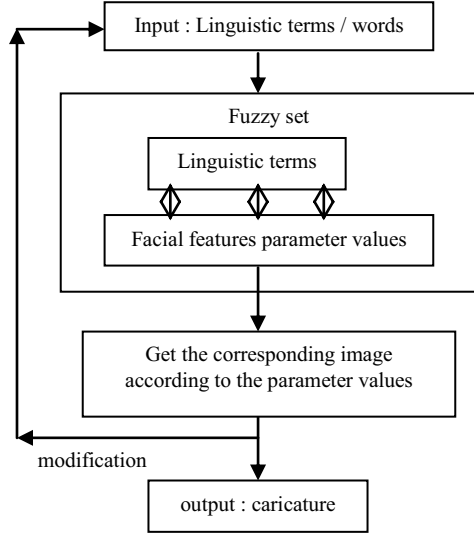 Input : Linguistic terms / words
Fuzzy set
Linguistic terms
Facial features parameter values
Get the corresponding image
according to the parameter values
modification
output : caricature